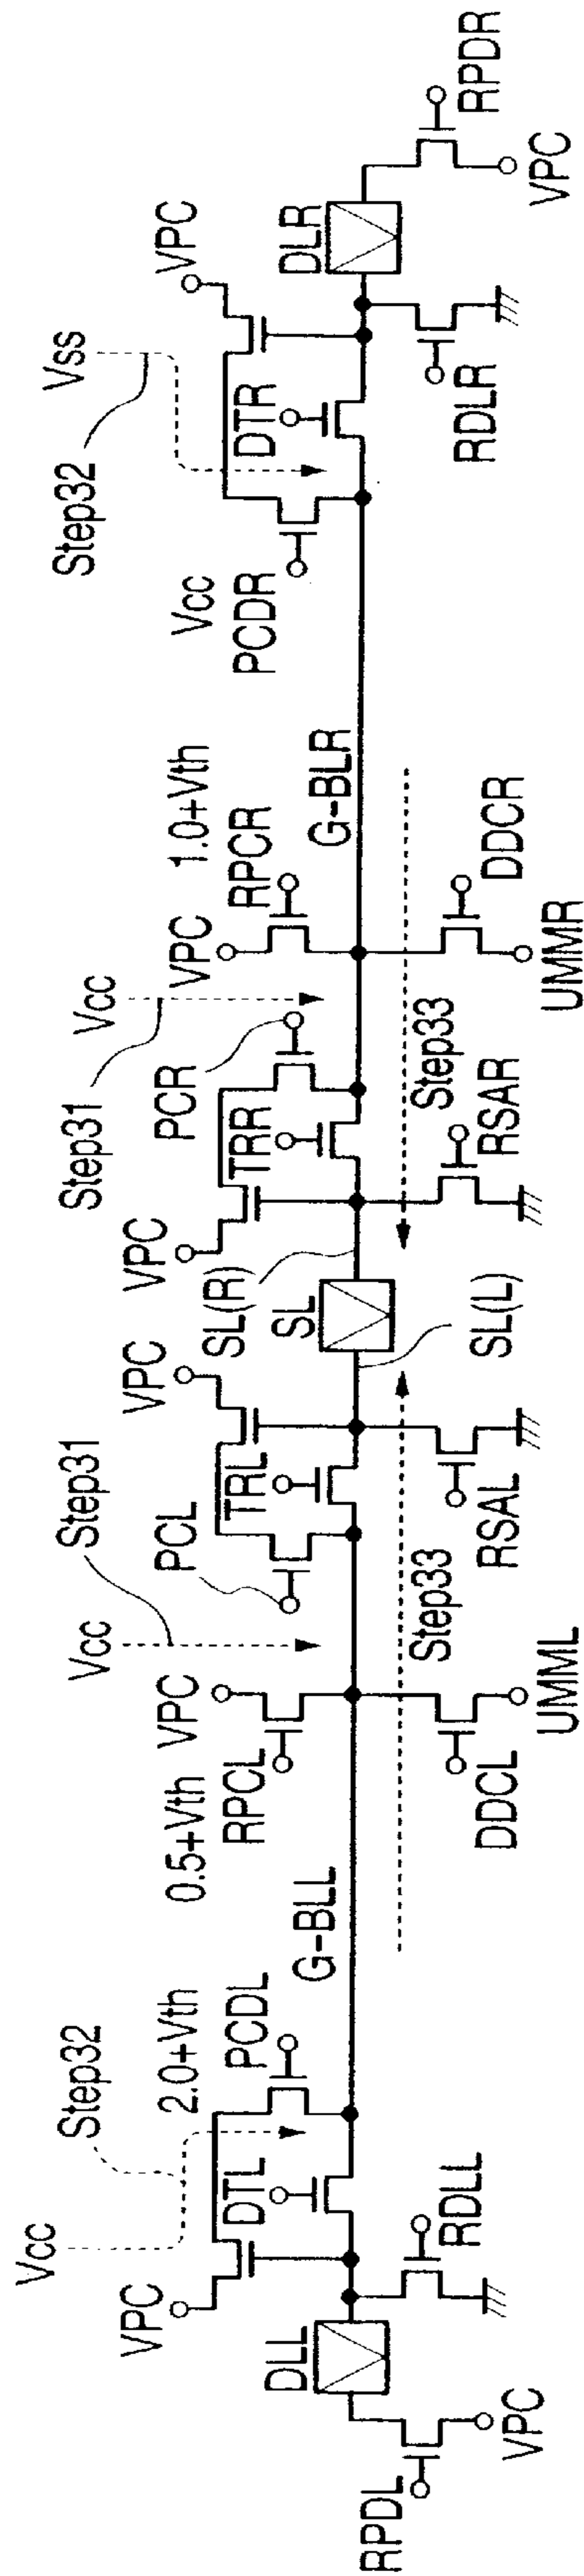 Vcc
Step32
2.0+Vth
VPC
PCDL
DTL
DLL
RDLL
RPDL
VPC
G-BLL
0.5+Vth
RPCL
VPC
Vcc
Step31
DDCL
UMML
Step33
PCL
TRL
VPC
RSAL
SL(L)
SL
SL(R)
VPC
TRR
PCR
Step31
Vcc
RSAR
Step33
VPC
RPCR
1.0+Vth
G-BLR
DDCR
UMMR
Vcc
PCDR
Step32
Vss
DTR
VPC
RDLR
DLR
RPDR
VPC